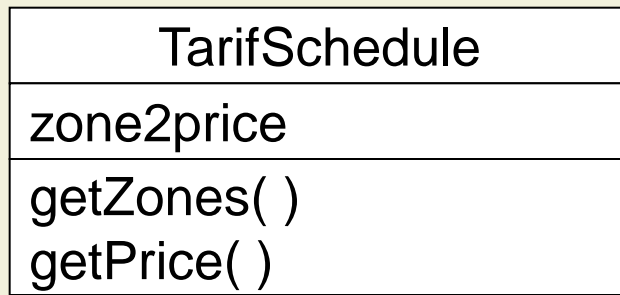 TarifSchedule
zone2price
getZones( )
getPrice( )